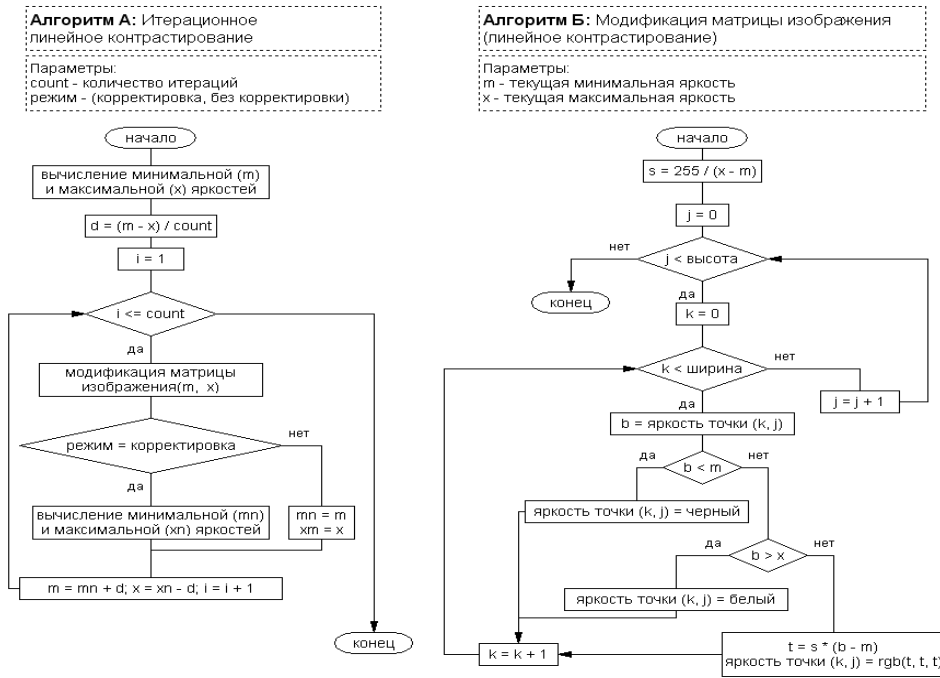 Алгоритм А: Итерационное
линейное контрастирование
Параметры:
count - количество итераций
режим - (корректировка, без корректировки)
начало
вычисление минимальной (m)
и максимальной (x) яркостей
d = (m - x) / count
i = 1
i <= count
да
модификация матрицы
изображения(m, x)
режим = корректировка
нет
да
вычисление минимальной (mn)
и максимальной (xn) яркостей
mn = m
xm = x
m = mn + d; x = xn - d; i = i + 1
конец
Алгоритм Б: Модификация матрицы изображения
(линейное контрастирование)
Параметры:
m - текущая минимальная яркость
x - текущая максимальная яркость
начало
s = 255 / (x - m)
j = 0
нет
j < высота
конец
да
k = 0
k < ширина
нет
j = j + 1
да
b = яркость точки (k, j)
да
b < m
нет
яркость точки (k, j) = черный
да
b > x
нет
яркость точки (k, j) = белый
k = k + 1
t = s * (b - m)
яркость точки (k, j) = rgb(t, t, t)